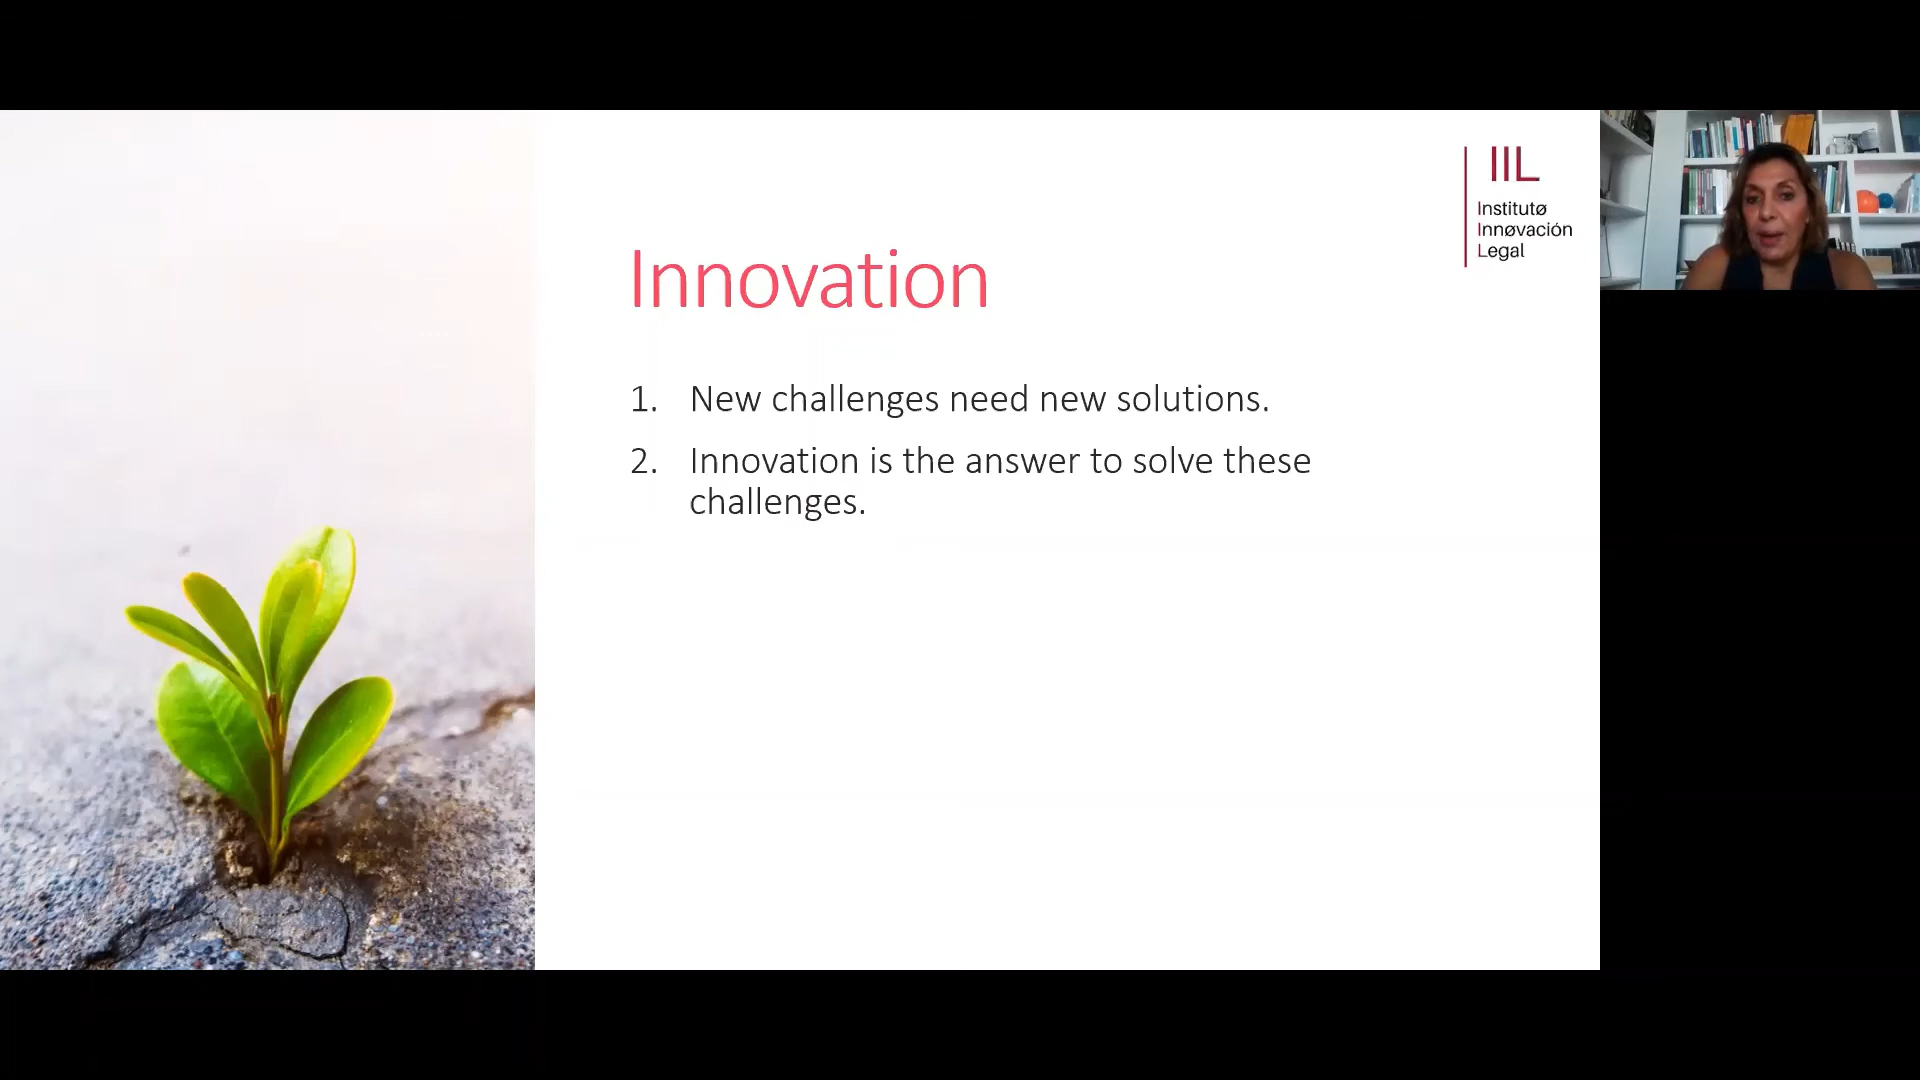 IIL
Institutø
Innøvación
Legal
Innovation
1. New challenges need new solutions.
2. Innovation is the answer to solve these
challenges.